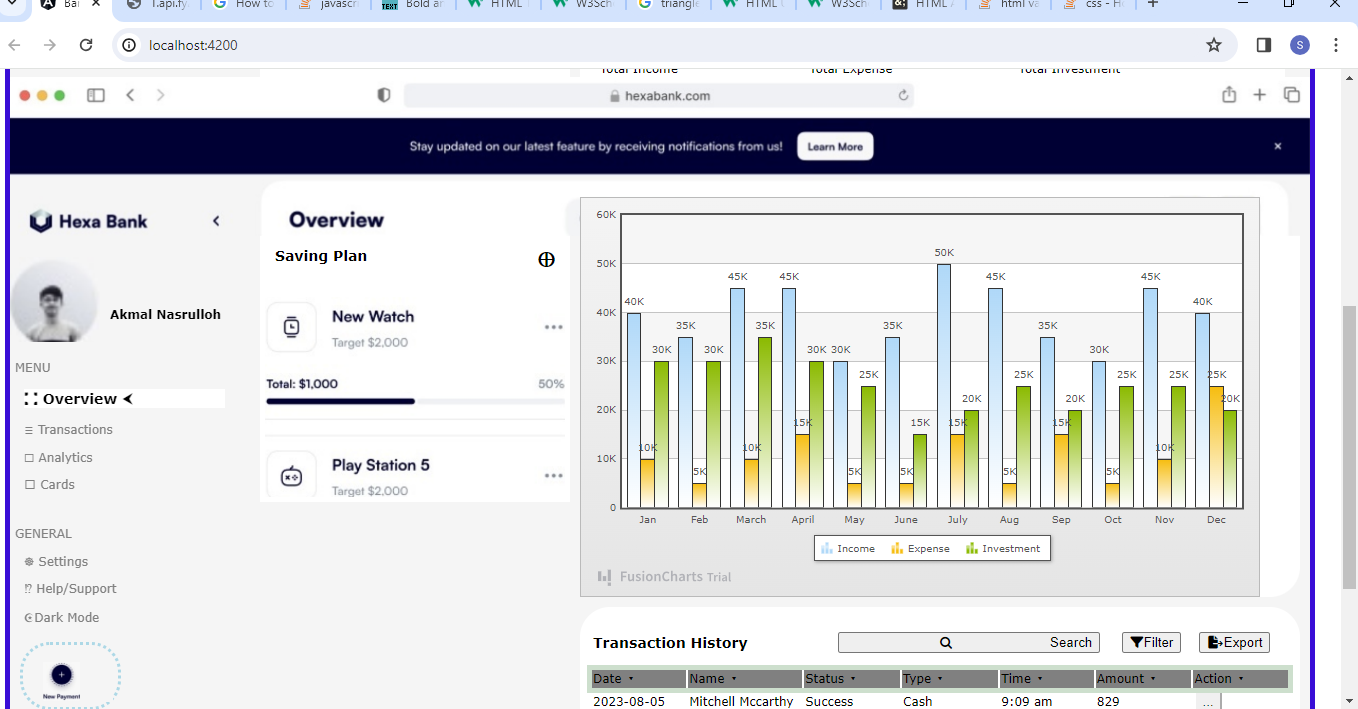 Ba
1.api.fy
How to
javascr
TEXT
Bold ar
HTML
W3Sch
triangle
HTML
W3Sch
HTML
html va
css - H
localhost:4200
S
Total Income Total Expense Total Investment
hexabank.com
Stay updated on our latest feature by receiving notifications from us! Learn More ×
Hexa Bank
Akmal Nasrulloh
MENU
Overview
Transactions
Analytics
Cards
GENERAL
Settings
Help/Support
Dark Mode
New Payment
Overview
Saving Plan
New Watch
Target $2,000
Total: $1,000 50%
Play Station 5
Target $2,000
60K
50K
40K
30K
20K
10K
0
40K 10K 30K
35K 5K 30K
45K 10K 35K
45K 15K 30K
30K 5K 25K
35K 5K 15K
50K 15K 20K
45K 5K 25K
35K 15K 20K
30K 5K 25K
45K 10K 25K
40K 25K 20K
Jan Feb March April May June July Aug Sep Oct Nov Dec
Income Expense Investment
FusionCharts Trial
Transaction History Search Filter Export
Date Name Status Type Time Amount Action
2023-08-05 Mitchell Mccarthy Success Cash 9:09 am 829 ...